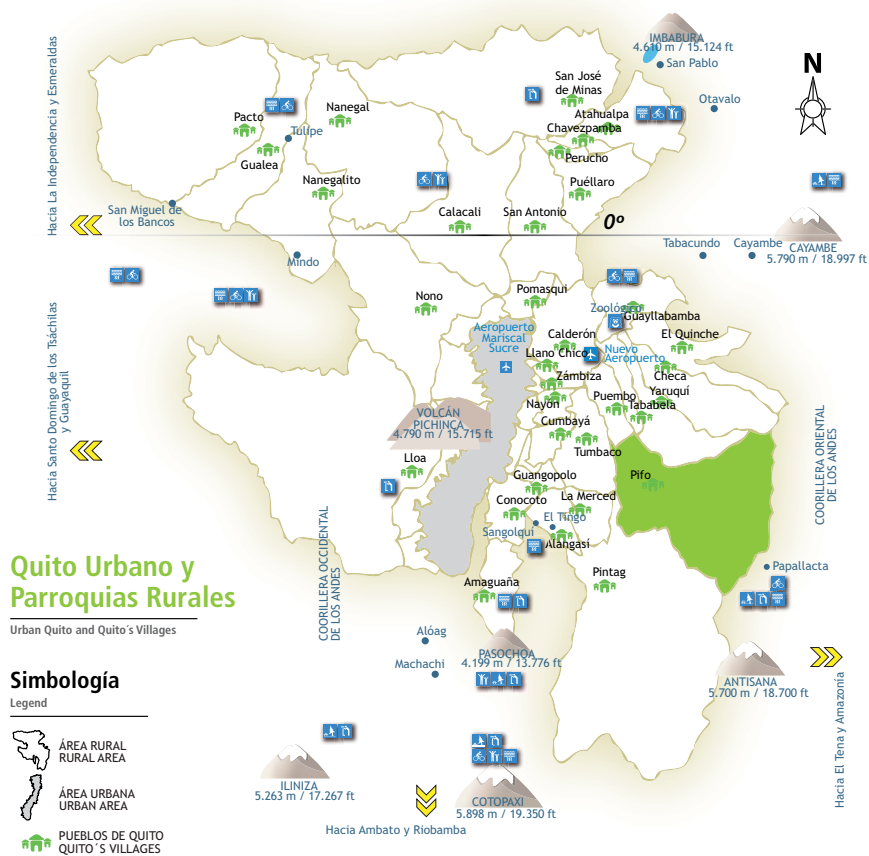 IMBABURA
4.610 m / 15.124 ft
San Pablo
N
Otavalo
San José
de Minas
Atahualpa
Chavezpamba
Perucho
Puéllaro
Nanegal
Pacto
Tulipe
Gualea
Nanegalito
Hacia La Independencia y Esmeraldas
San Miguel de
los Bancos
Calacali
San Antonio
0º
Tabacundo
Cayambe
CAYAMBE
5.790 m / 18.997 ft
Mindo
Nono
Pomasqui
Zoológico
Guayllabamba
Aeropuerto
Mariscal
Sucre
Calderón
El Quinche
Llano Chico
Nuevo
Aeropuerto
Zámbiza
Checa
Nayón
Puembo
Yaruquí
Tababela
Hacia Santo Domingo de los Tsáchilas
y Guayaquil
VOLCÁN
PICHINCA
4.790 m / 15.715 ft
Cumbayá
Tumbaco
Lloa
Pifo
Guangopolo
Conocoto
La Merced
COORILLERA ORIENTAL
DE LOS ANDES
Sangolquí
El Tingo
Alangasí
COORILLERA OCCIDENTAL
DE LOS ANDES
Quito Urbano y
Parroquias Rurales
Urban Quito and Quito´s Villages
Amaguaña
Pintag
Papallacta
Alóag
Machachi
PASOCHOA
4.199 m / 13.776 ft
ANTISANA
5.700 m / 18.700 ft
Hacia El Tena y Amazonía
Simbología
Legend
ÁREA RURAL
RURAL AREA
ÁREA URBANA
URBAN AREA
PUEBLOS DE QUITO
QUITO´S VILLAGES
ILINIZA
5.263 m / 17.267 ft
COTOPAXI
5.898 m / 19.350 ft
Hacia Ambato y Riobamba